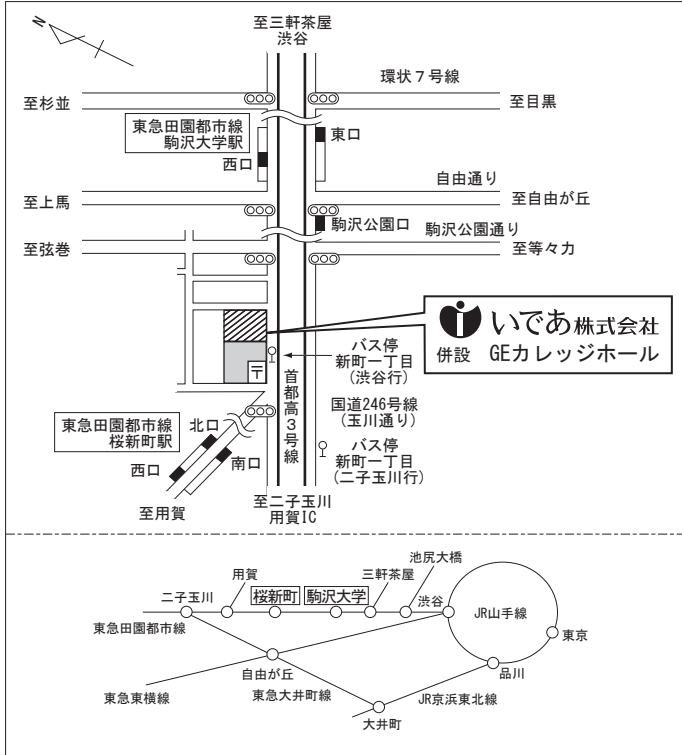 N
至三軒茶屋
渋谷
環状７号線
至杉並
至目黒
東急田園都市線
駒沢大学駅
東口
西口
自由通り
至上馬
至自由が丘
駒沢公園口
駒沢公園通り
至弦巻
至等々力
いであ株式会社
併設 GEカレッジホール
バス停
新町一丁目
(渋谷行)
〒
首都高３号線
国道246号線
(玉川通り)
東急田園都市線
桜新町駅
北口
バス停
新町一丁目
(二子玉川行)
西口
南口
至用賀
至二子玉川
用賀IC
池尻大橋
用賀
三軒茶屋
二子玉川
桜新町
駒沢大学
渋谷
JR山手線
東急田園都市線
東京
自由が丘
品川
東急東横線
東急大井町線
JR京浜東北線
大井町